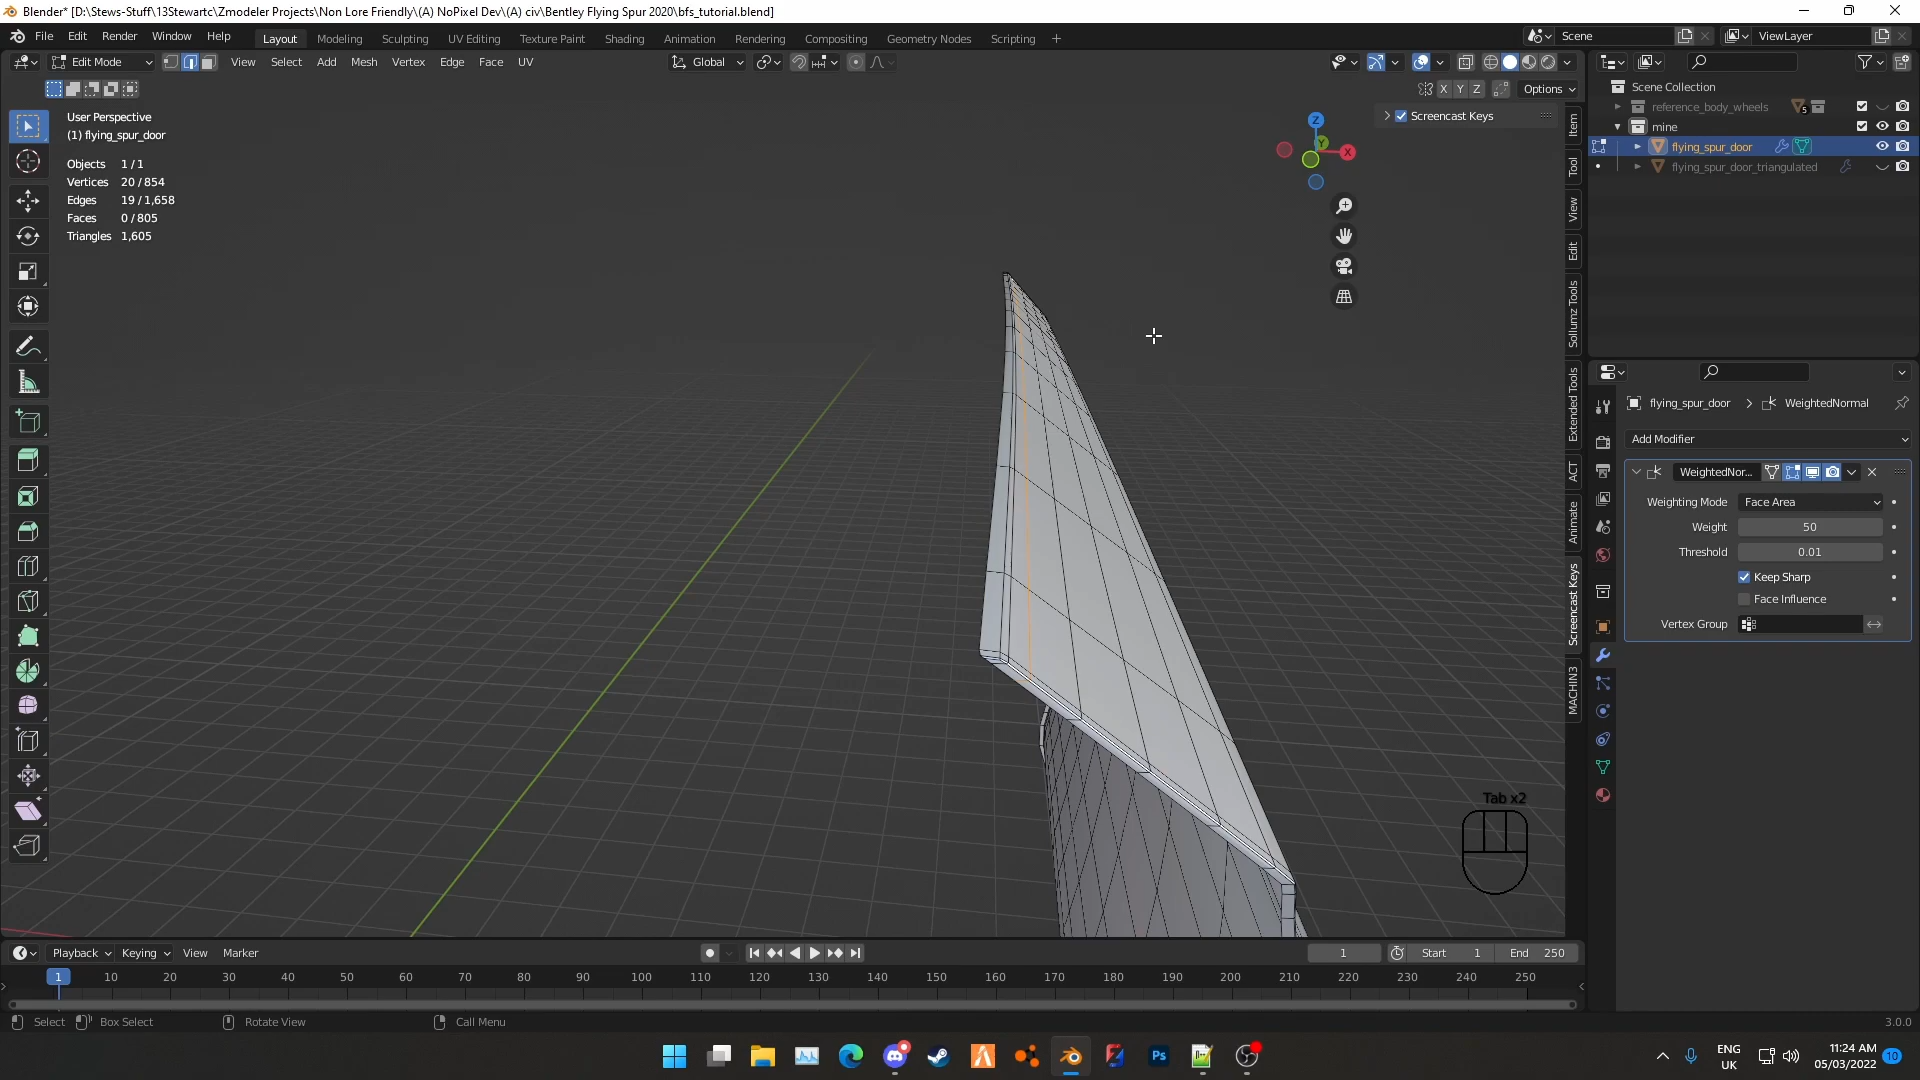 Blender* [D:\Stews-Stuff\13Stewartc\Zmodeler Projects\Non Lore Friendly\(A) NoPixel Dev\(A) civ\Bentley Flying Spur 2020\bfs_tutorial.blend]
File Edit Render Window Help Layout Modeling Sculpting UV Editing Texture Paint Shading Animation Rendering Compositing Geometry Nodes Scripting + Scene ViewLayer
Edit Mode View Select Add Mesh Vertex Edge Face UV Global
X Y Z Options
User Perspective
(1) flying_spur_door
Objects 1/1
Vertices 20/854
Edges 19/1,658
Faces 0/805
Triangles 1,605
Z
Y
X
Screencast Keys
Item
Tool
View
Edit
Sollumz Tools
Extended Tools
ACT
Animate
Screencast Keys
MACHIN3
Tab x2
Scene Collection
reference_body_wheels 5
mine
flying_spur_door
flying_spur_door_triangulated
flying_spur_door > WeightedNormal
Add Modifier
WeightedNor...
Weighting Mode Face Area
Weight 50
Threshold 0.01
Keep Sharp
Face Influence
Vertex Group
Playback Keying View Marker 1 Start 1 End 250
1 10 20 30 40 50 60 70 80 90 100 110 120 130 140 150 160 170 180 190 200 210 220 230 240 250
Select Box Select Rotate View Call Menu 3.0.0
Ps
ENG
UK
11:24 AM
05/03/2022
10